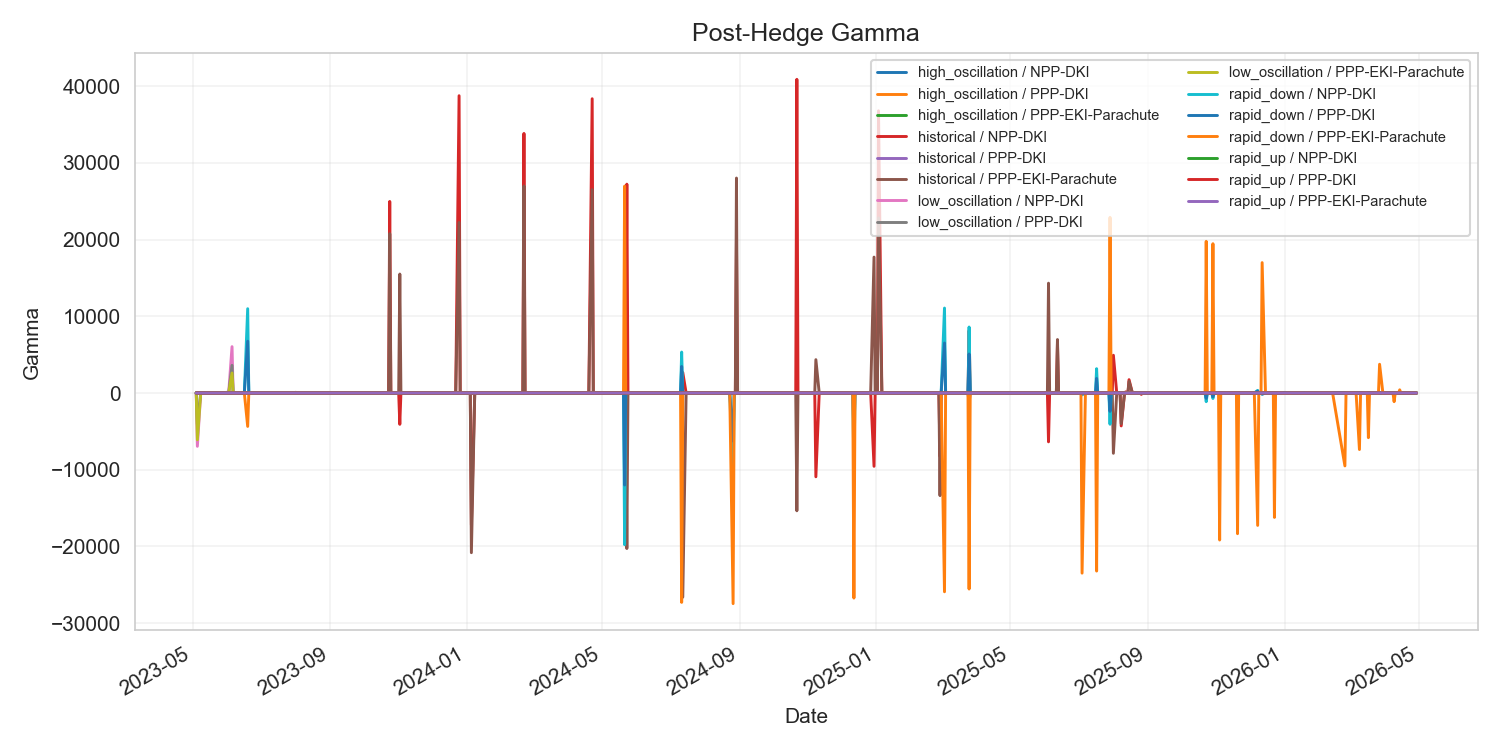 Post-Hedge Gamma
Gamma
40000
30000
20000
10000
0
−10000
−20000
−30000
high_oscillation / NPP-DKI
high_oscillation / PPP-DKI
high_oscillation / PPP-EKI-Parachute
historical / NPP-DKI
historical / PPP-DKI
historical / PPP-EKI-Parachute
low_oscillation / NPP-DKI
low_oscillation / PPP-DKI
low_oscillation / PPP-EKI-Parachute
rapid_down / NPP-DKI
rapid_down / PPP-DKI
rapid_down / PPP-EKI-Parachute
rapid_up / NPP-DKI
rapid_up / PPP-DKI
rapid_up / PPP-EKI-Parachute
2023-05
2023-09
2024-01
2024-05
2024-09
2025-01
2025-05
2025-09
2026-01
2026-05
Date